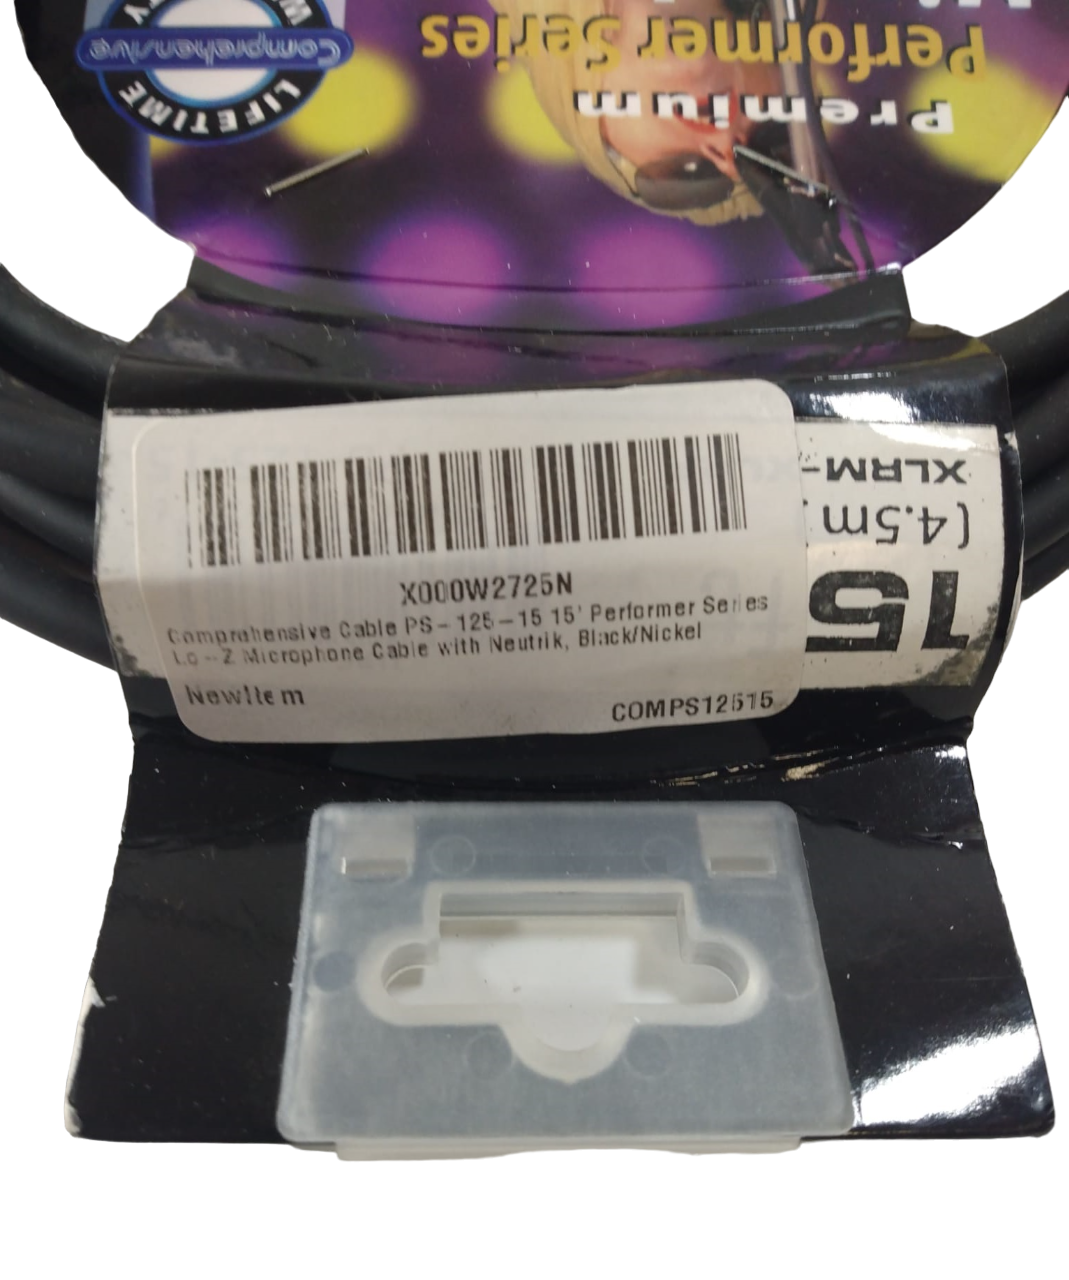 LIFETIME
Comprehensive
Premium
Performer Series
XLRM-
(4.5m
15
X000W2725N
Comprehensive Cable PS-125-15 15' Performer Series
Lo-Z Microphone Cable with Neutrik, Black/Nickel
NewItem
COMPS12515